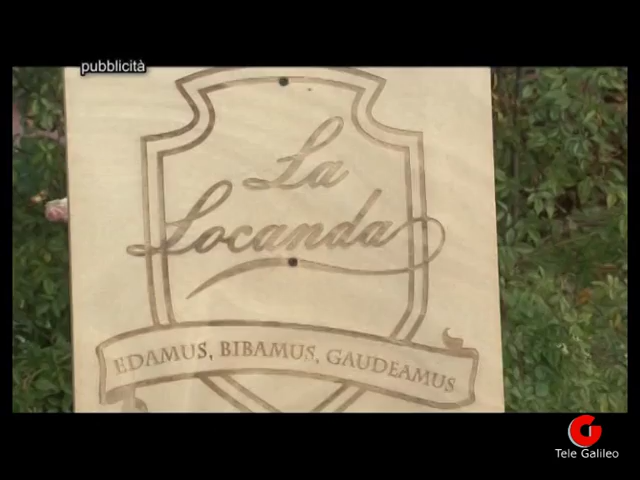 pubblicità
La
Locanda
EDAMUS, BIBAMUS, GAUDEAMUS
Tele Galileo